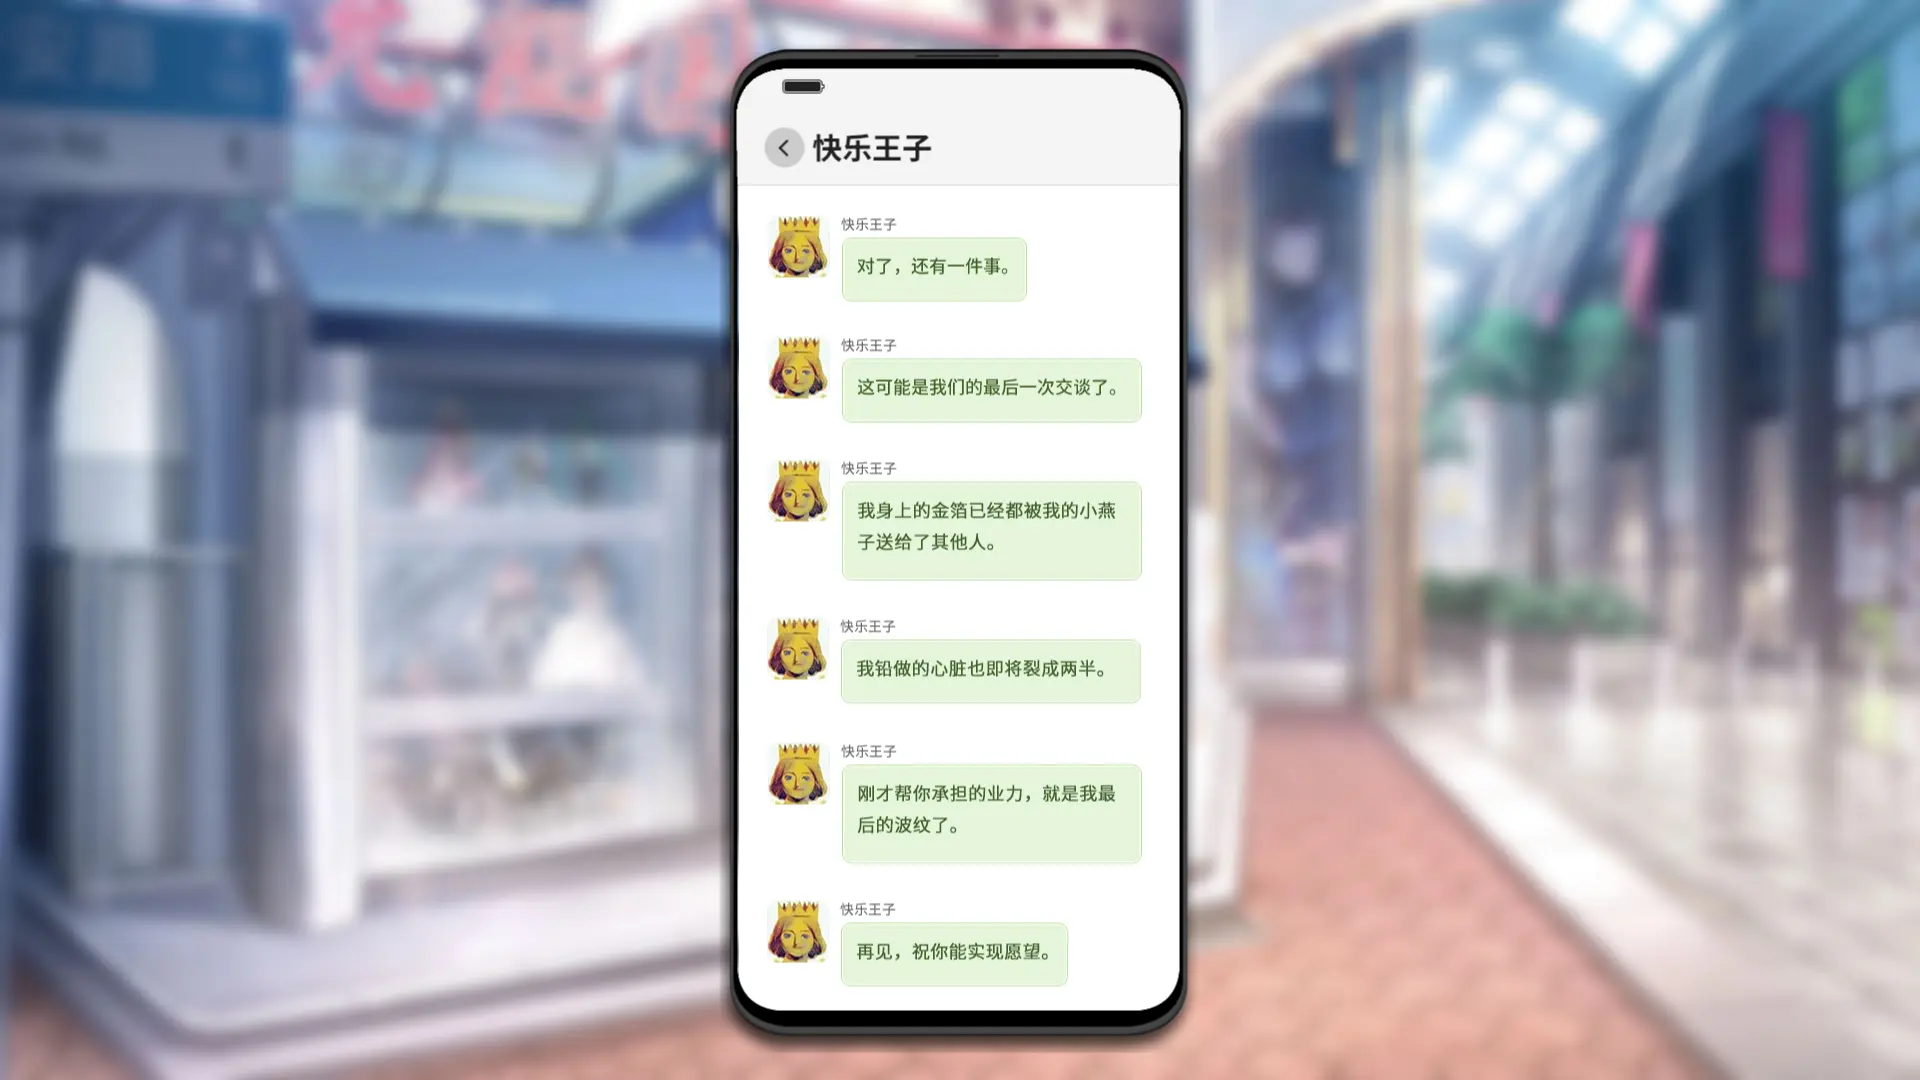 快乐王子
快乐王子
对了，还有一件事。
快乐王子
这可能是我们的最后一次交谈了。
快乐王子
我身上的金箔已经都被我的小燕
子送给了其他人。
快乐王子
我铅做的心脏也即将裂成两半。
快乐王子
刚才帮你承担的业力，就是我最
后的波纹了。
快乐王子
再见，祝你能实现愿望。